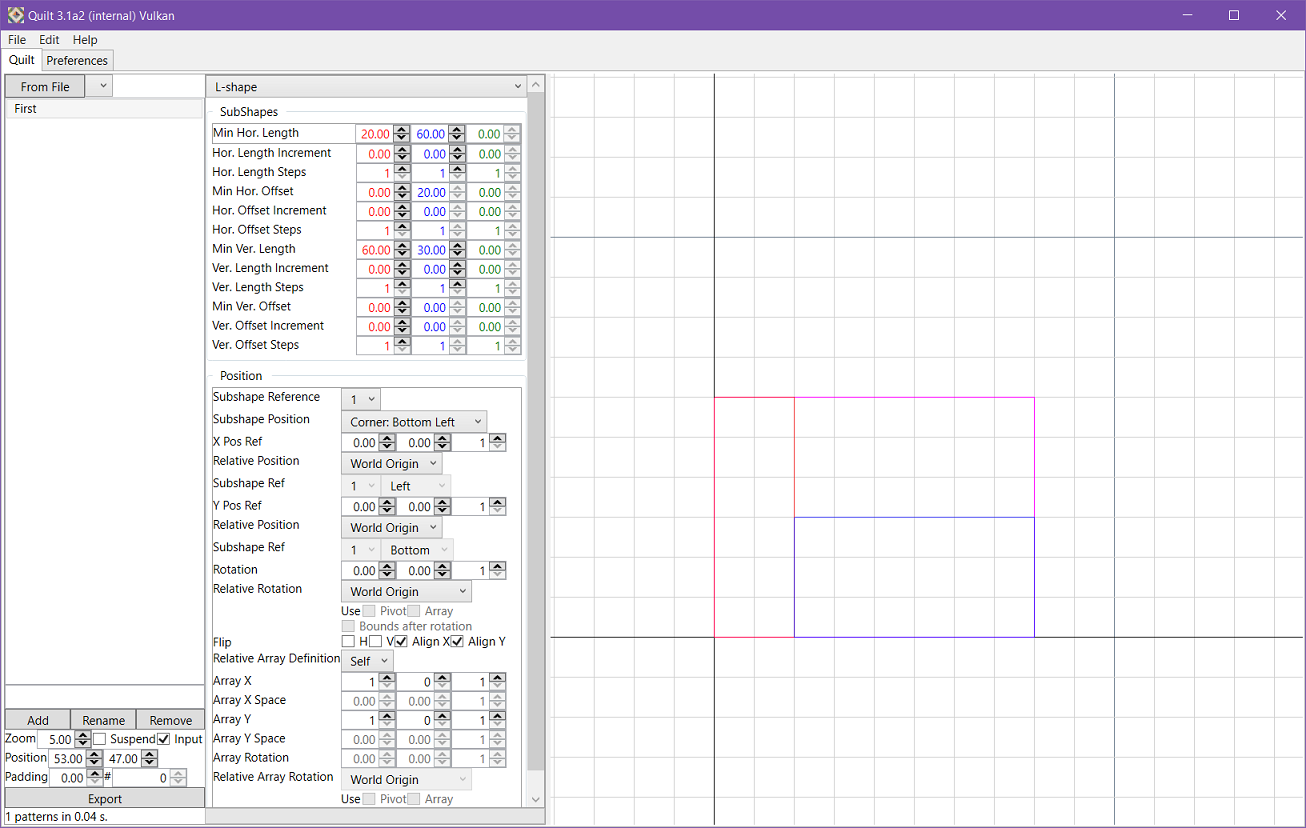 Quilt 3.1a2 (internal) Vulkan
File Edit Help
Quilt Preferences
From File
First
L-shape
SubShapes
Min Hor. Length 20.00 60.00 0.00
Hor. Length Increment 0.00 0.00 0.00
Hor. Length Steps 1 1 1
Min Hor. Offset 0.00 20.00 0.00
Hor. Offset Increment 0.00 0.00 0.00
Hor. Offset Steps 1 1 1
Min Ver. Length 60.00 30.00 0.00
Ver. Length Increment 0.00 0.00 0.00
Ver. Length Steps 1 1 1
Min Ver. Offset 0.00 0.00 0.00
Ver. Offset Increment 0.00 0.00 0.00
Ver. Offset Steps 1 1 1
Position
Subshape Reference 1
Subshape Position Corner: Bottom Left
X Pos Ref 0.00 0.00 1
Relative Position World Origin
Subshape Ref 1 Left
Y Pos Ref 0.00 0.00 1
Relative Position World Origin
Subshape Ref 1 Bottom
Rotation 0.00 0.00 1
Relative Rotation World Origin
Use Pivot Array
Bounds after rotation
Flip H V Align X Align Y
Relative Array Definition Self
Array X 1 0 1
Array X Space 0.00 0.00 1
Array Y 1 0 1
Array Y Space 0.00 0.00 1
Array Rotation 0.00 0.00 1
Relative Array Rotation World Origin
Use Pivot Array
Add Rename Remove
Zoom 5.00 Suspend Input
Position 53.00 47.00
Padding 0.00 # 0
Export
1 patterns in 0.04 s.